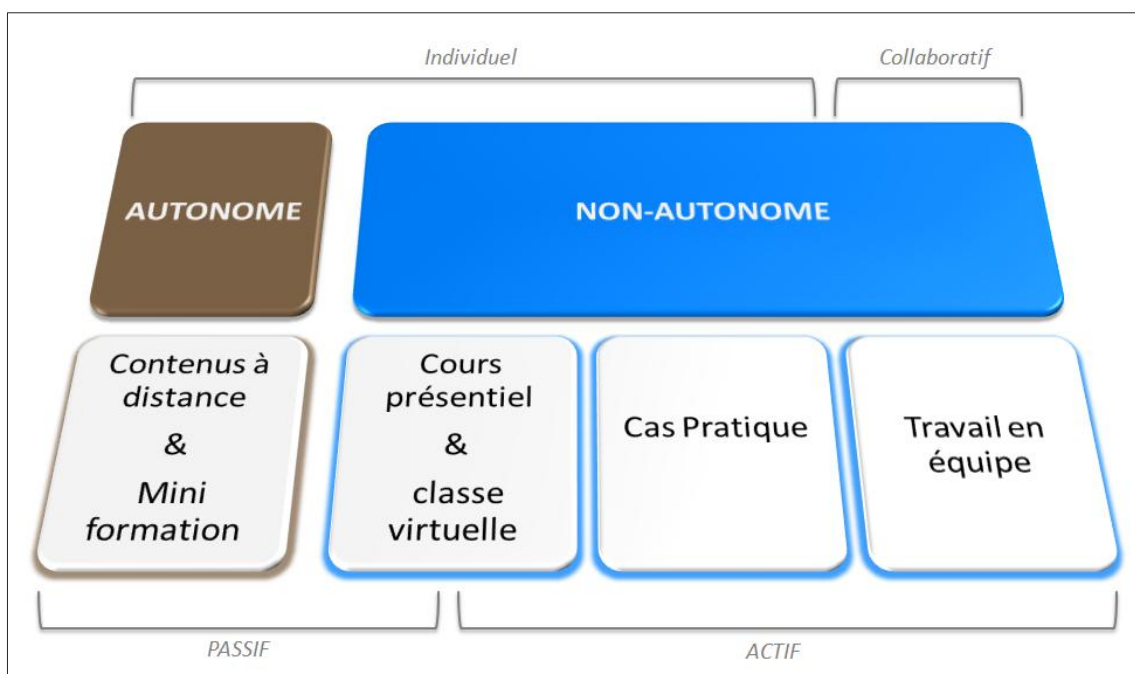 Individuel
Collaboratif
AUTONOME
NON-AUTONOME
Contenus à
distance
&
Mini
formation
Cours
présentiel
&
classe
virtuelle
Cas Pratique
Travail en
équipe
PASSIF
ACTIF